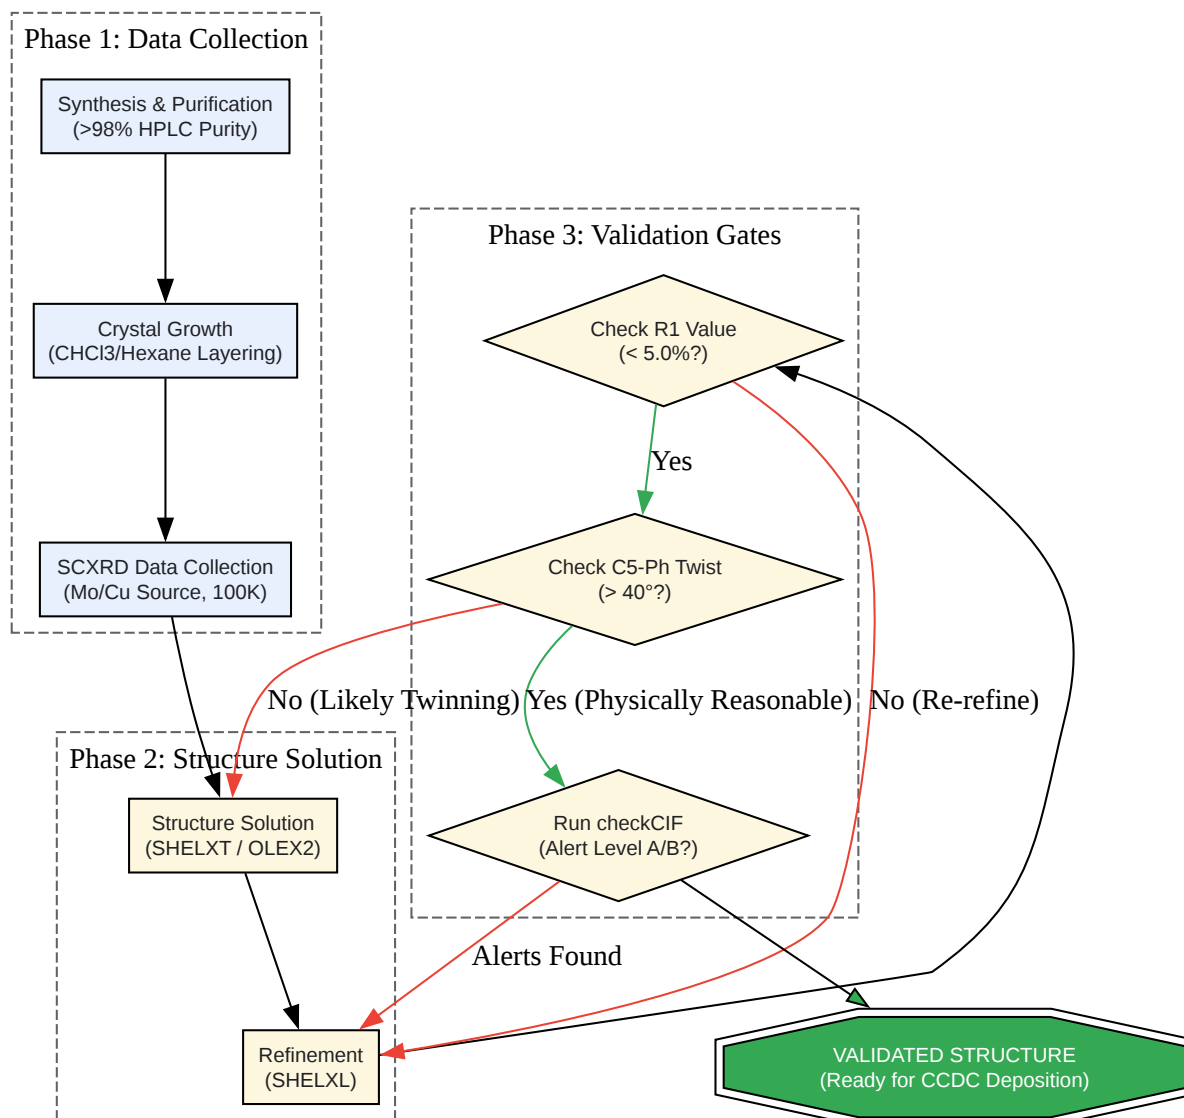 Phase 1: Data Collection
Synthesis & Purification
(>98% HPLC Purity)
Crystal Growth
(CHCl3/Hexane Layering)
SCXRD Data Collection
(Mo/Cu Source, 100K)
Phase 3: Validation Gates
Check R1 Value
(< 5.0%?)
Yes
Check C5-Ph Twist
(> 40°?)
No (Likely Twinning)
Yes (Physically Reasonable)
No (Re-refine)
Phase 2: Structure Solution
Structure Solution
(SHELXT / OLEX2)
Run checkCIF
(Alert Level A/B?)
Alerts Found
Refinement
(SHELXL)
VALIDATED STRUCTURE
(Ready for CCDC Deposition)